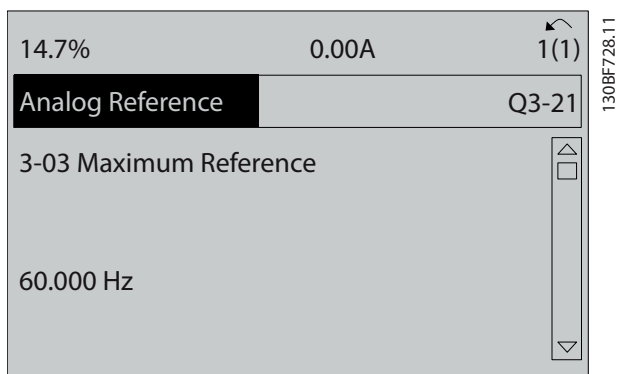 14.7% 0.00A 1(1)
Analog Reference Q3-21
3-03 Maximum Reference
60.000 Hz
130BF728.11